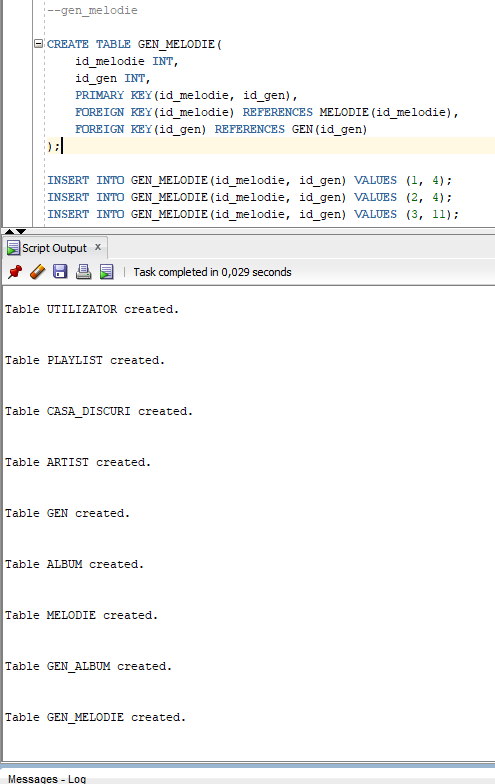 --gen_melodie
CREATE TABLE GEN_MELODIE(
id_melodie INT,
id_gen INT,
PRIMARY KEY(id_melodie, id_gen),
FOREIGN KEY(id_melodie) REFERENCES MELODIE(id_melodie),
FOREIGN KEY(id_gen) REFERENCES GEN(id_gen)
);
INSERT INTO GEN_MELODIE(id_melodie, id_gen) VALUES (1, 4);
INSERT INTO GEN_MELODIE(id_melodie, id_gen) VALUES (2, 4);
INSERT INTO GEN_MELODIE(id_melodie, id_gen) VALUES (3, 11);
Script Output x
Task completed in 0,029 seconds
Table UTILIZATOR created.
Table PLAYLIST created.
Table CASA_DISCURI created.
Table ARTIST created.
Table GEN created.
Table ALBUM created.
Table MELODIE created.
Table GEN_ALBUM created.
Table GEN_MELODIE created.
Messages - Log